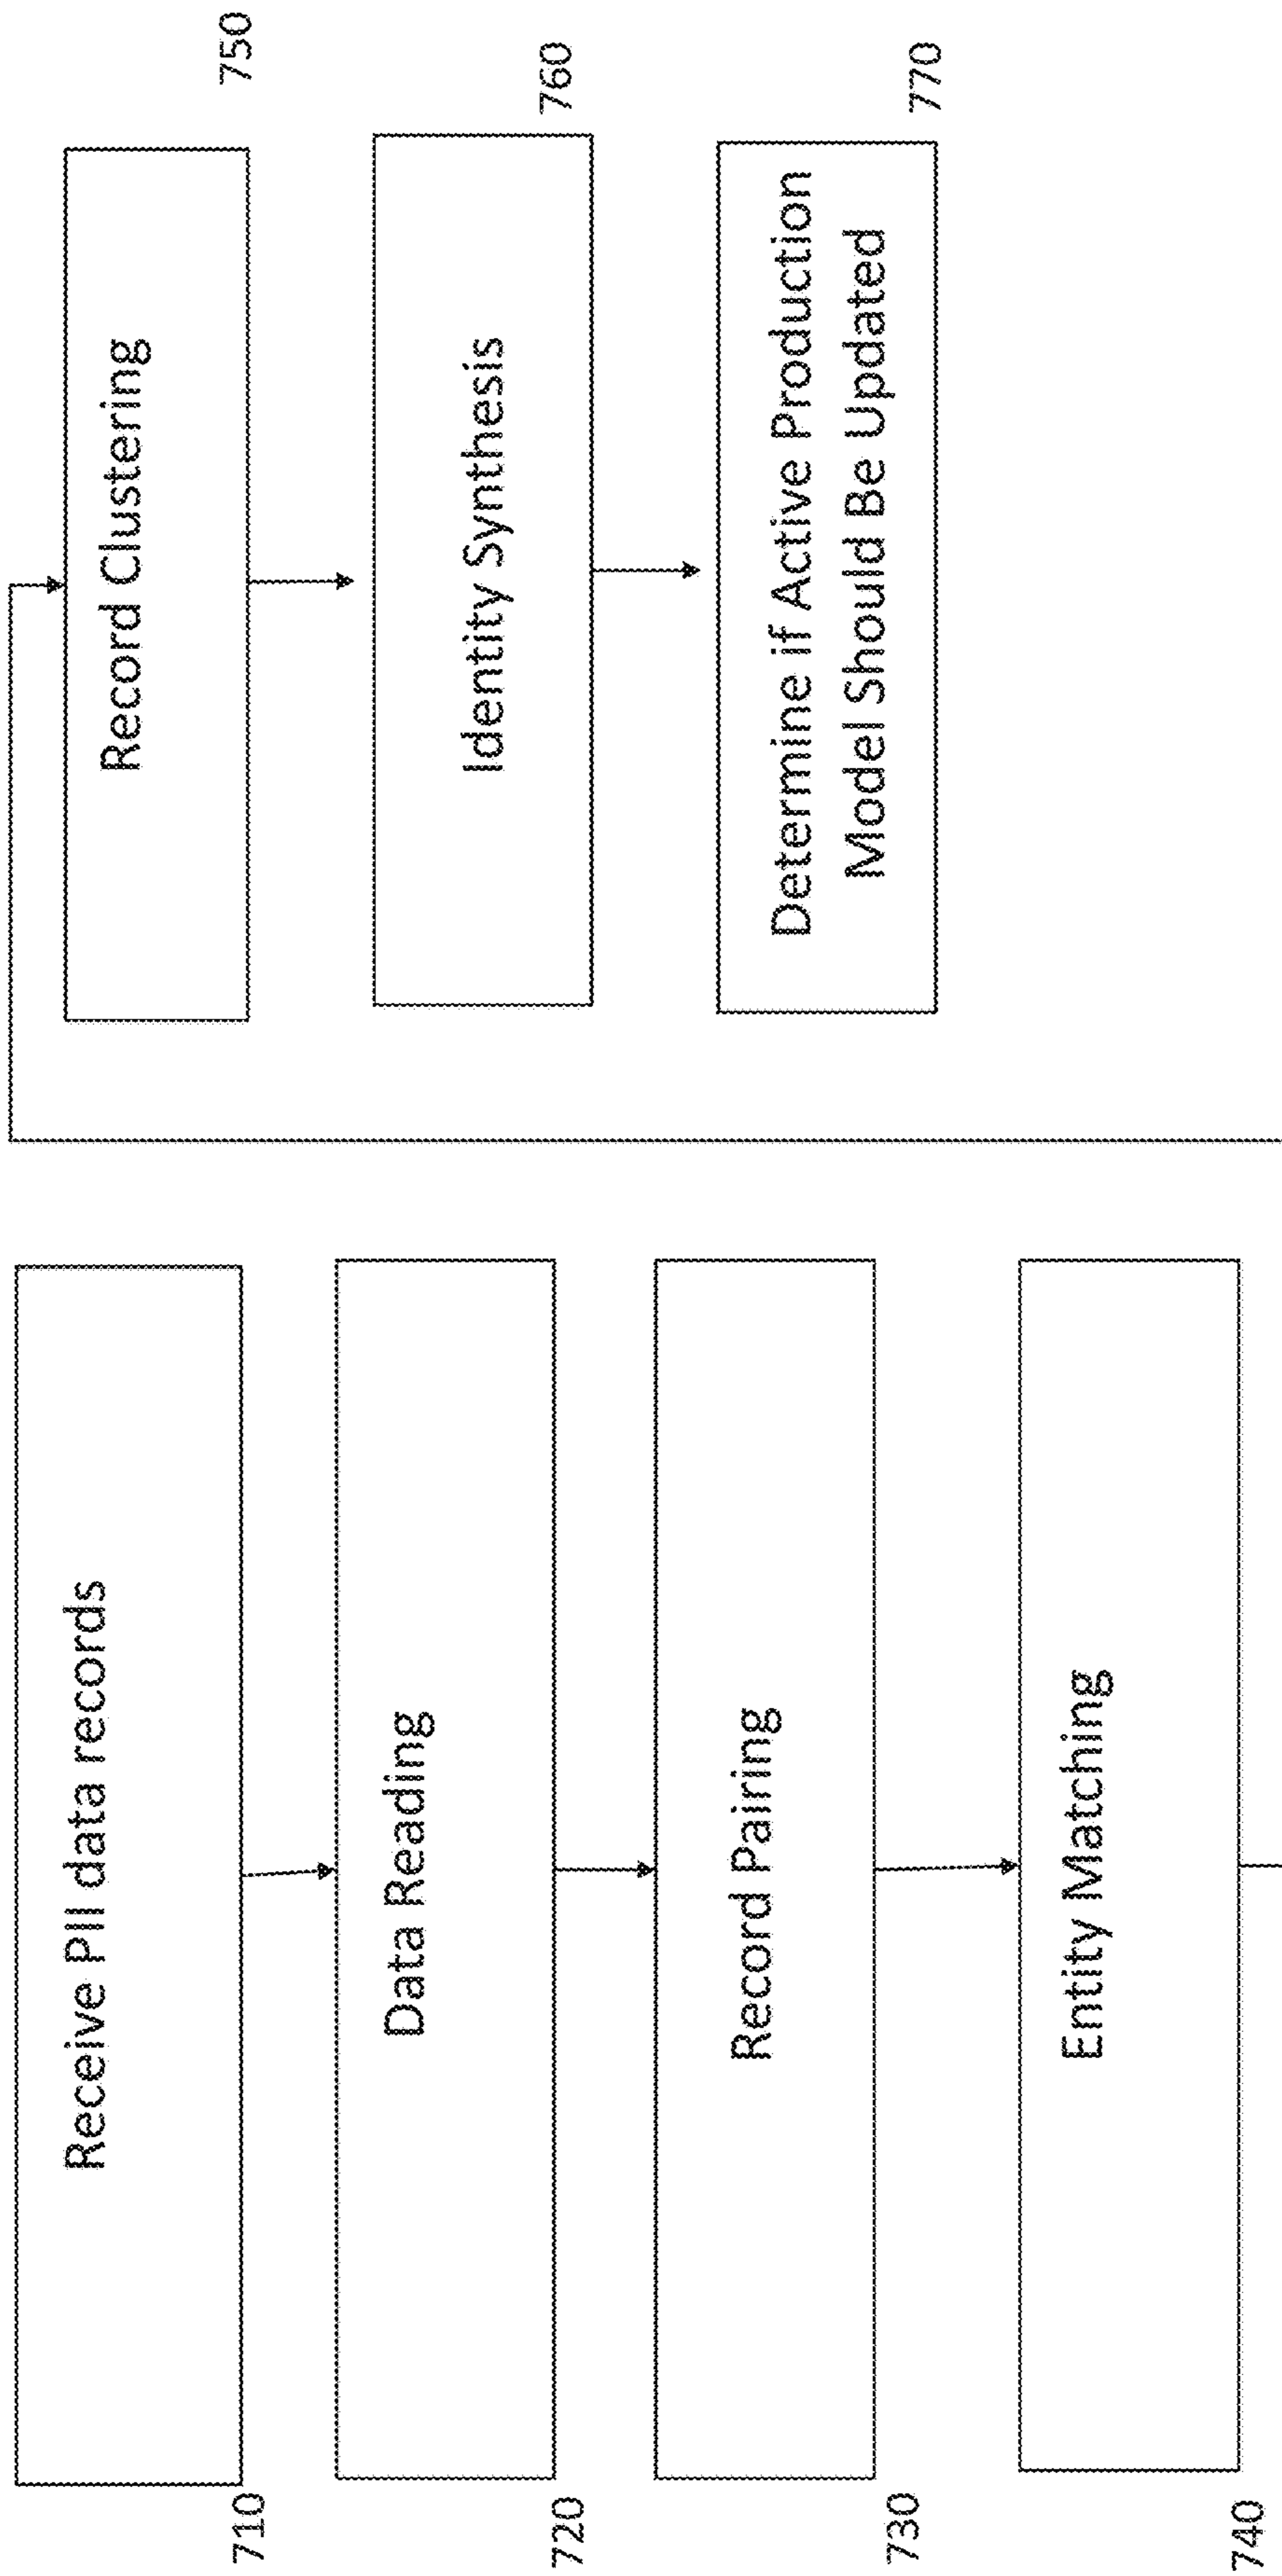 Receive PII data records
710
Data Reading
720
Record Pairing
730
Entity Matching
740
Record Clustering
750
Identity Synthesis
760
Determine if Active Production
Model Should Be Updated
770